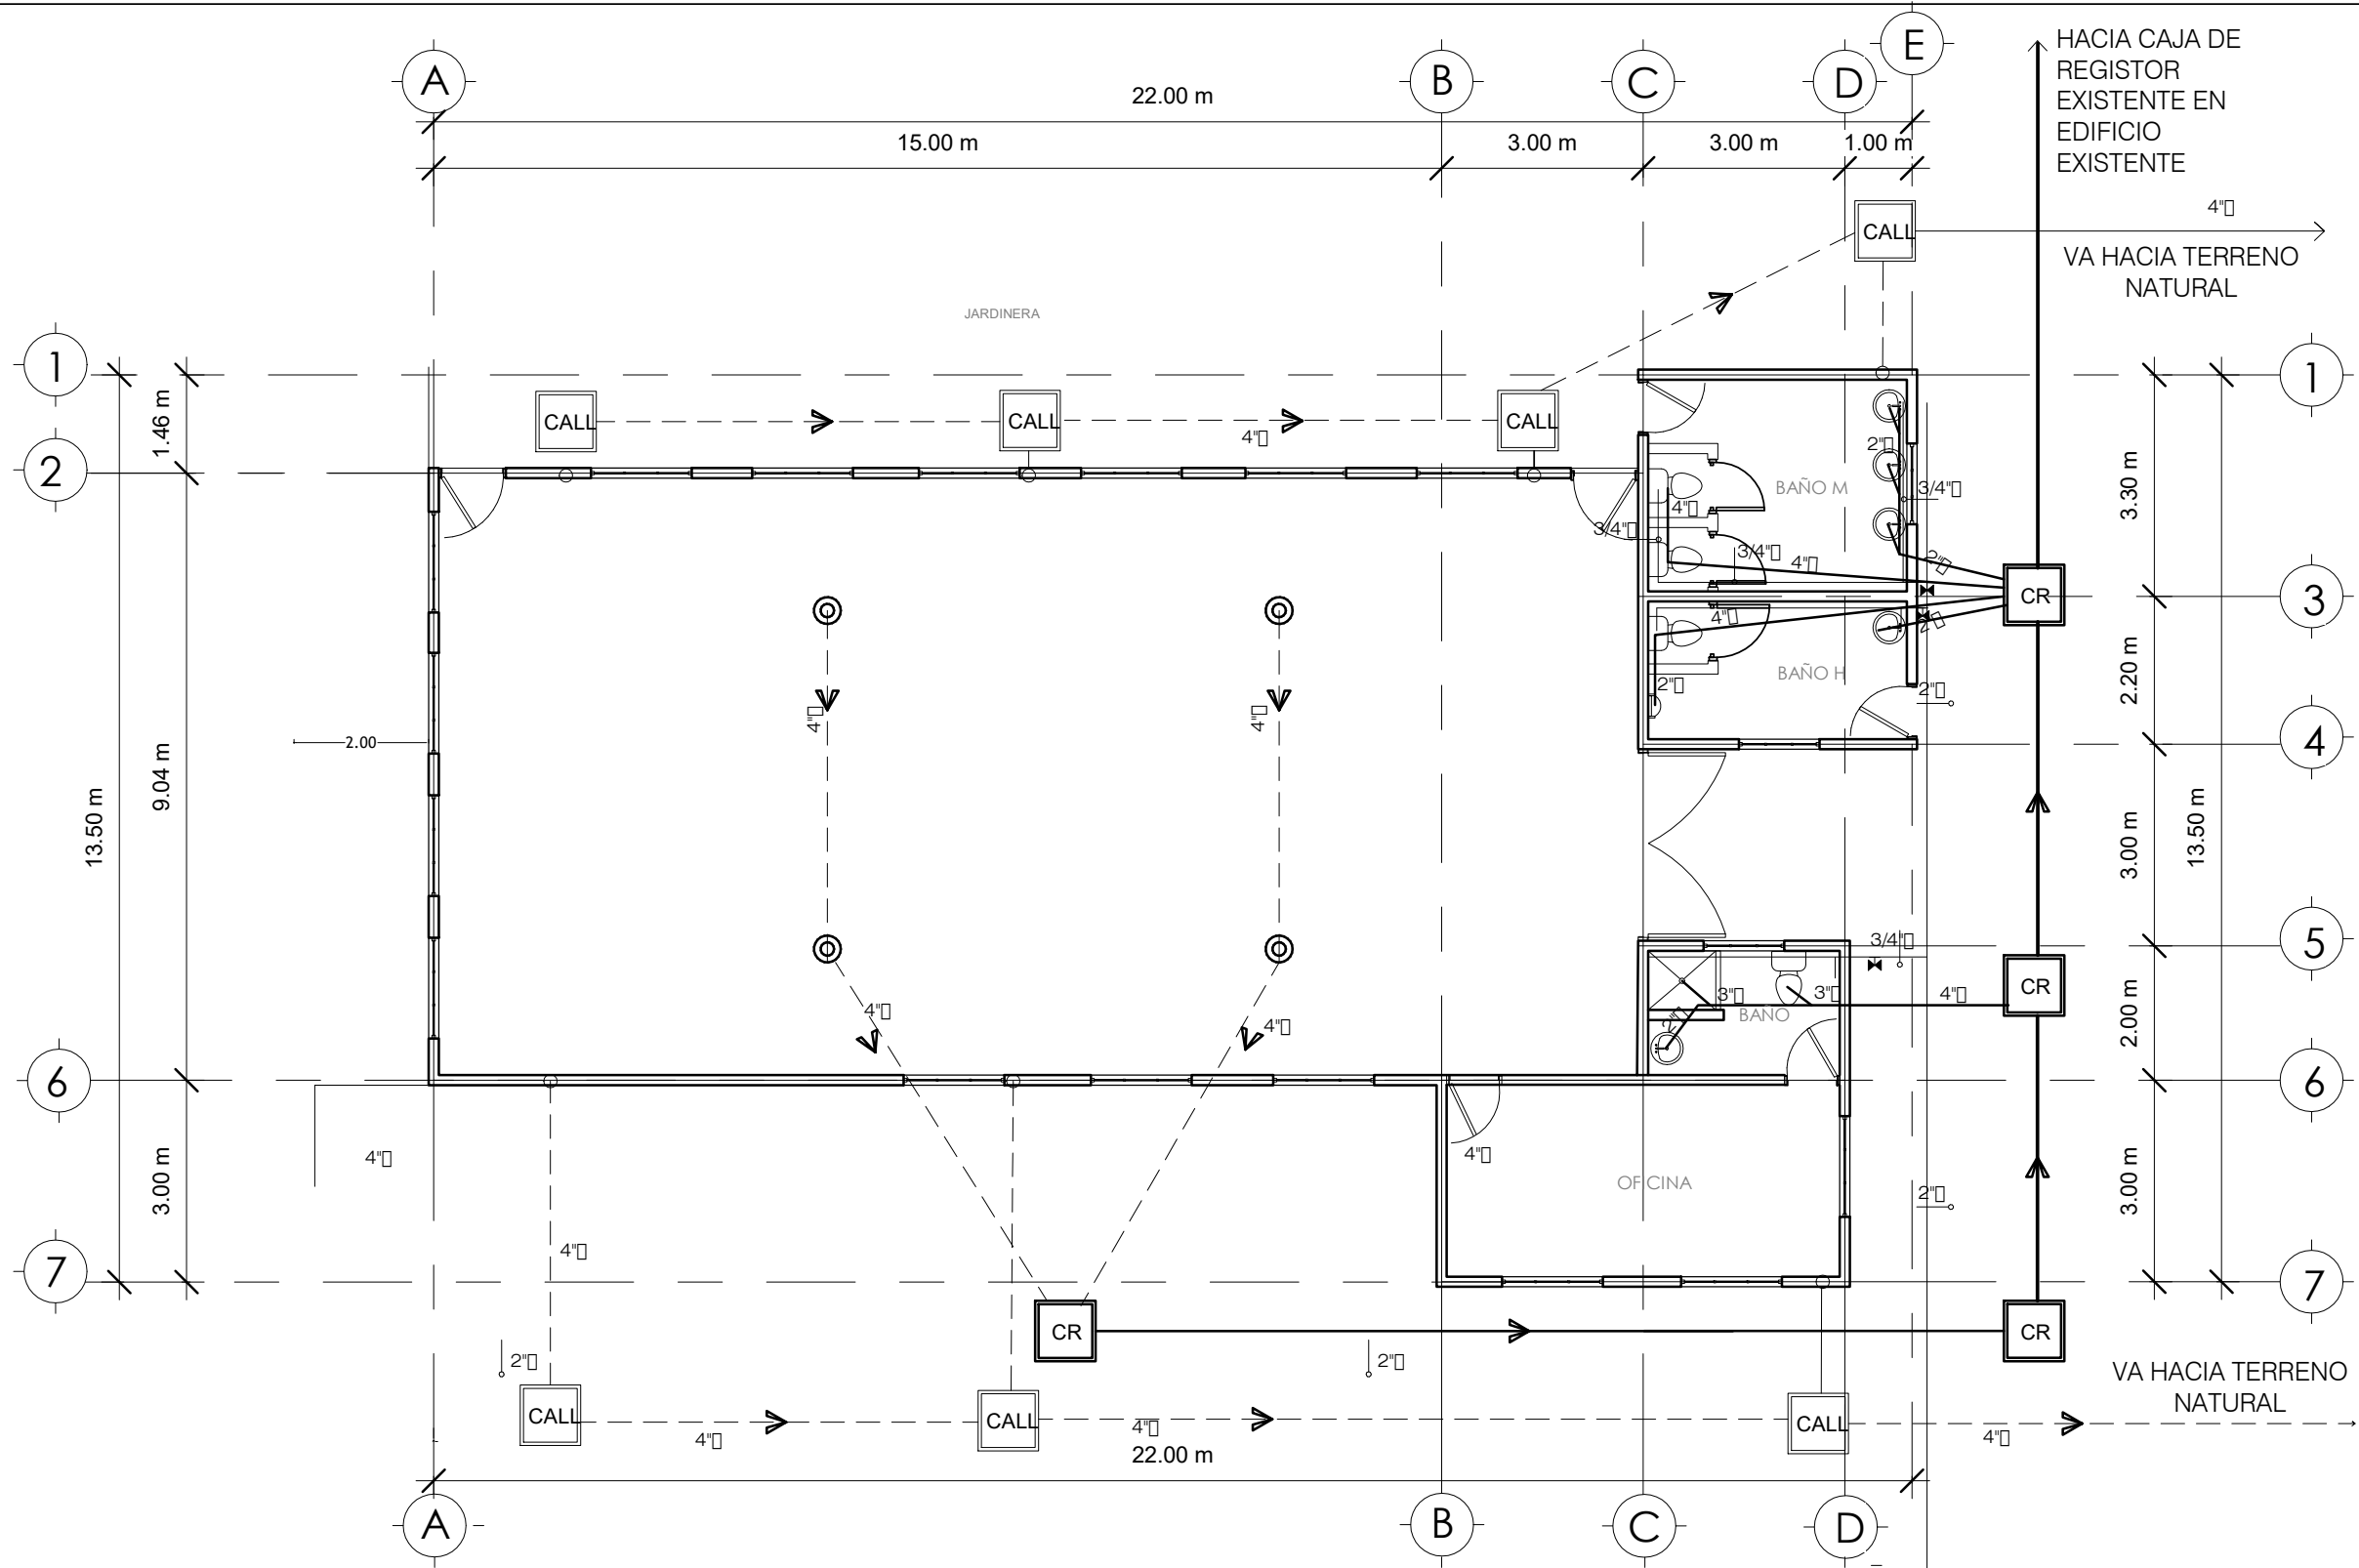 E
HACIA CAJA DE
REGISTOR
EXISTENTE EN
EDIFICIO
EXISTENTE
A
B
C
D
22.00 m
15.00 m
3.00 m
3.00 m
1.00 m
CALL
4"▯
VA HACIA TERRENO
NATURAL
JARDINERA
1
1
1.46 m
CALL
CALL
CALL
4"▯
2
2"▯
BAÑO M
3/4"▯
4"▯
3.30 m
3/4"▯
3/4"▯
4"▯
2"▯
CR
3
4"▯
2"▯
BAÑO H
2"▯
2"▯
2.20 m
4"▯
4"▯
2.00
4
9.04 m
13.50 m
3.00 m
13.50 m
3/4"▯
5
CR
3"▯
3"▯
4"▯
4"▯
4"▯
2"▯
BAÑO
2.00 m
6
6
4"▯
4"▯
OFICINA
2"▯
3.00 m
3.00 m
4"▯
7
7
CR
CR
2"▯
2"▯
VA HACIA TERRENO
NATURAL
CALL
CALL
CALL
4"▯
4"▯
4"▯
22.00 m
A
B
C
D